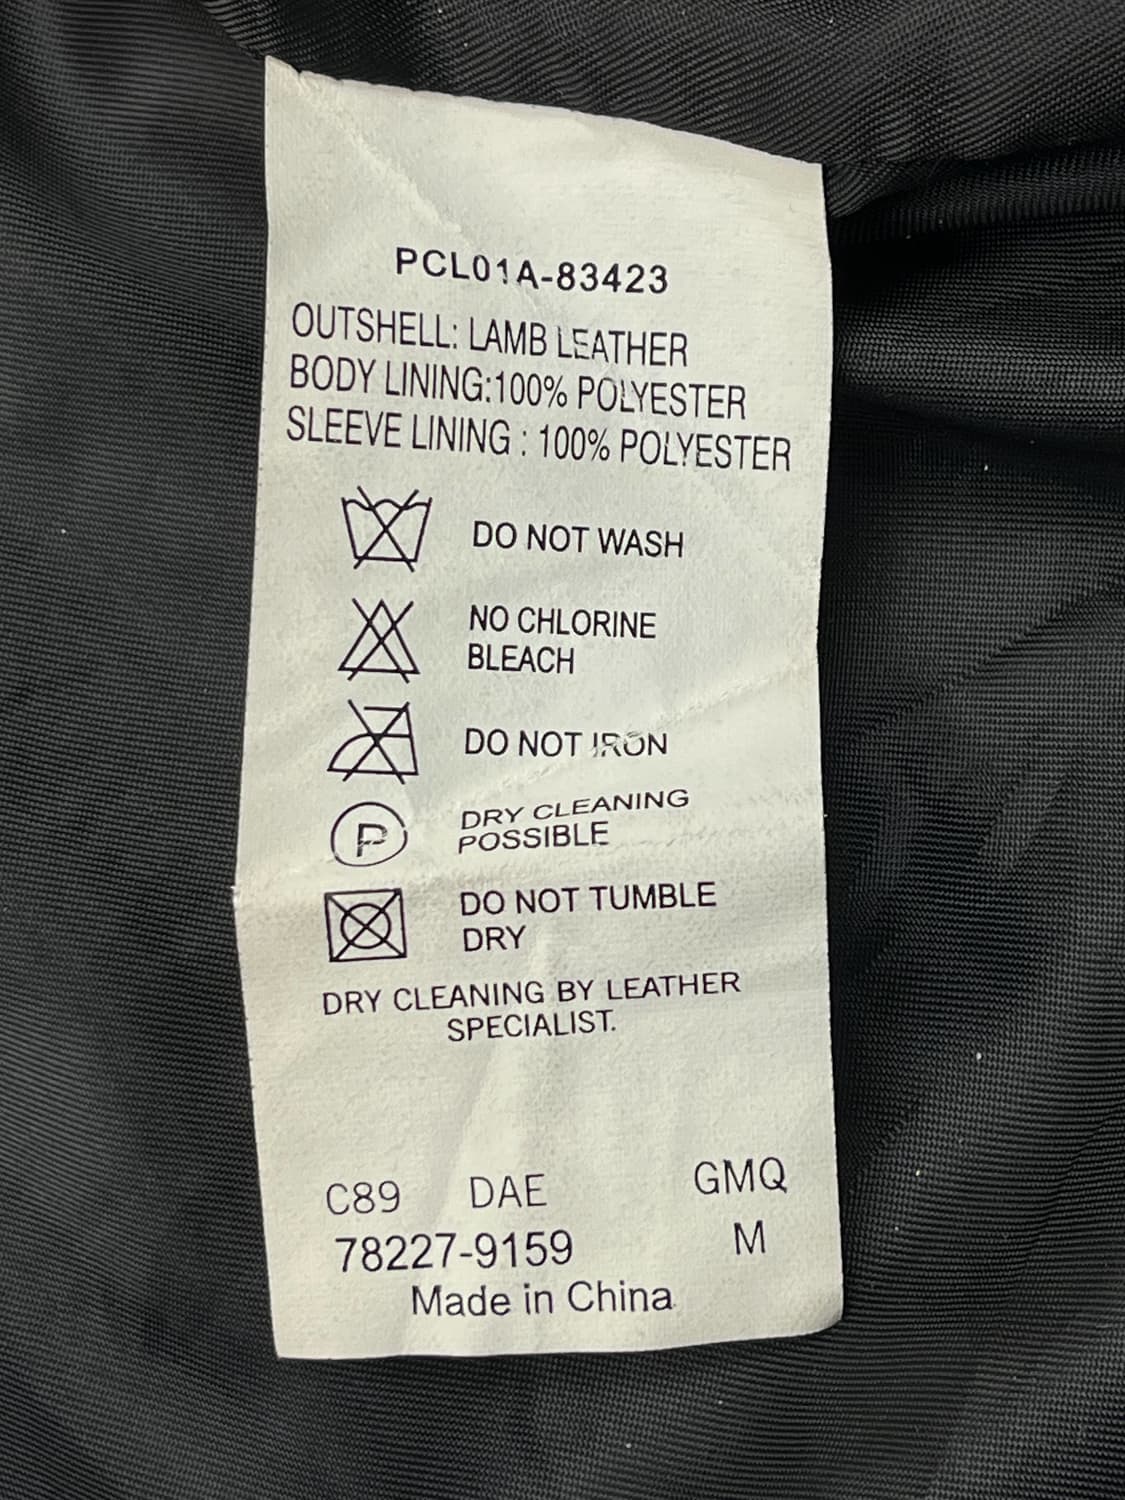 PCL01A-83423
OUTSHELL: LAMB LEATHER
BODY LINING:100% POLYESTER
SLEEVE LINING : 100% POLYESTER
DO NOT WASH
NO CHLORINE
BLEACH
DO NOT IRON
P
DRY CLEANING
POSSIBLE
DO NOT TUMBLE
DRY
DRY CLEANING BY LEATHER
SPECIALIST.
C89 DAE GMQ
78227-9159 M
Made in China